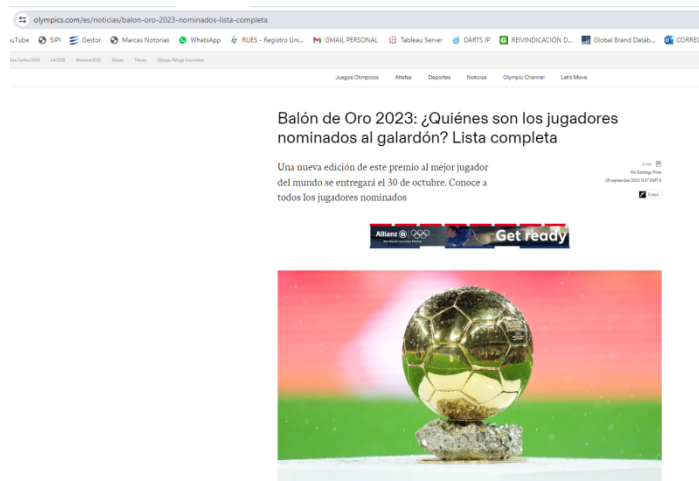 olympics.com/es/noticias/balon-oro-2023-nominados-lista-completa
uTube SIPI Gestor Marcas Notorias WhatsApp RUES - Registro Uni... GMAIL PERSONAL Tableau Server DARTS IP REIVINDICACIÓN D... Global Brand Datab... CORREO
Juegos Olímpicos Atletas Deportes Noticias Olympic Channel Let's Move
Balón de Oro 2023: ¿Quiénes son los jugadores
nominados al galardón? Lista completa
Una nueva edición de este premio al mejor jugador
del mundo se entregará el 30 de octubre. Conoce a
todos los jugadores nominados
Por Santiago
Fútbol
Allianz Get ready